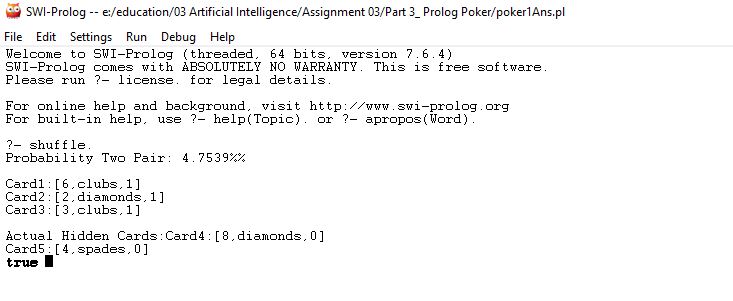 SWI-Prolog -- e:/education/03 Artificial Intelligence/Assignment 03/Part 3_ Prolog Poker/poker1Ans.pl
File Edit Settings Run Debug Help
Welcome to SWI-Prolog (threaded, 64 bits, version 7.6.4)
SWI-Prolog comes with ABSOLUTELY NO WARRANTY. This is free software.
Please run ?- license. for legal details.
For online help and background, visit http://www.swi-prolog.org
For built-in help, use ?- help(Topic). or ?- apropos(Word).
?- shuffle.
Probability Two Pair: 4.7539%%
Card1:[6,clubs,1]
Card2:[2,diamonds,1]
Card3:[3,clubs,1]
Actual Hidden Cards:Card4:[8,diamonds,0]
Card5:[4,spades,0]
true